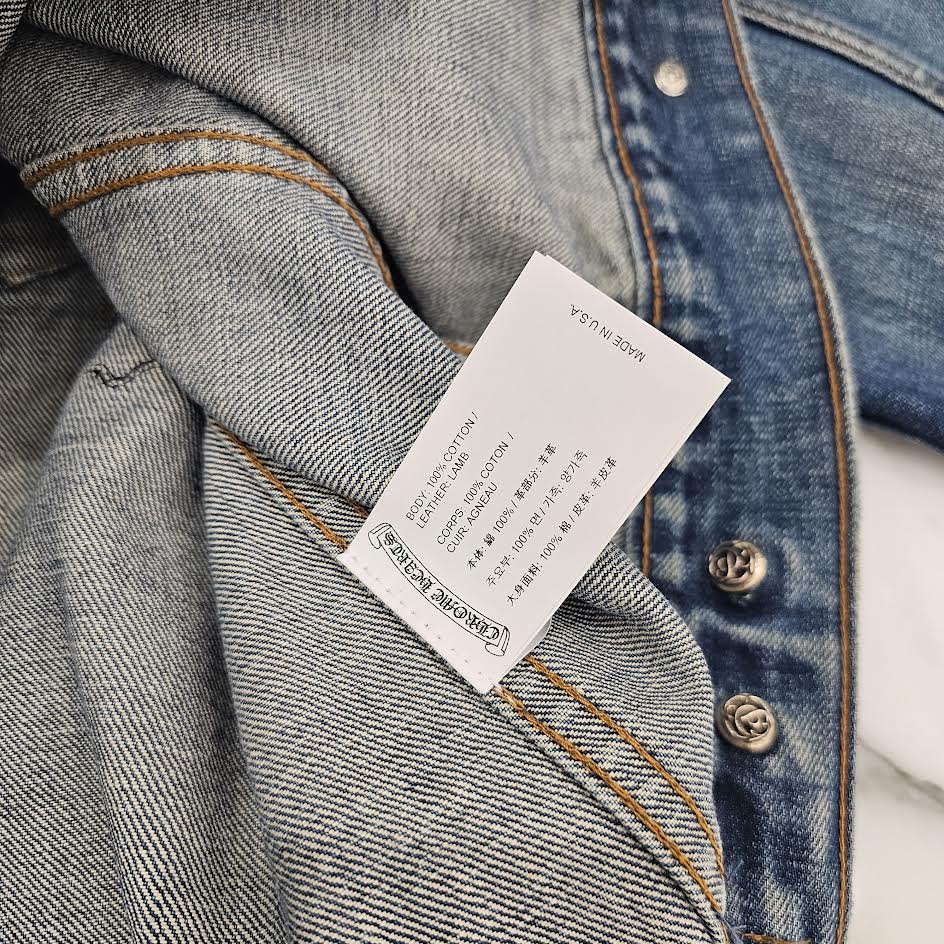 BODY: 100% COTTON /
LEATHER: LAMB
CORPS: 100% COTON /
CUIR: AGNEAU
本体: 綿 100% / 革部分: 羊革
주요부: 100% 면 / 가죽: 양가죽
大身面料: 100% 棉 / 皮革: 羊皮革
CHROME HEARTS
MADE IN U.S.A